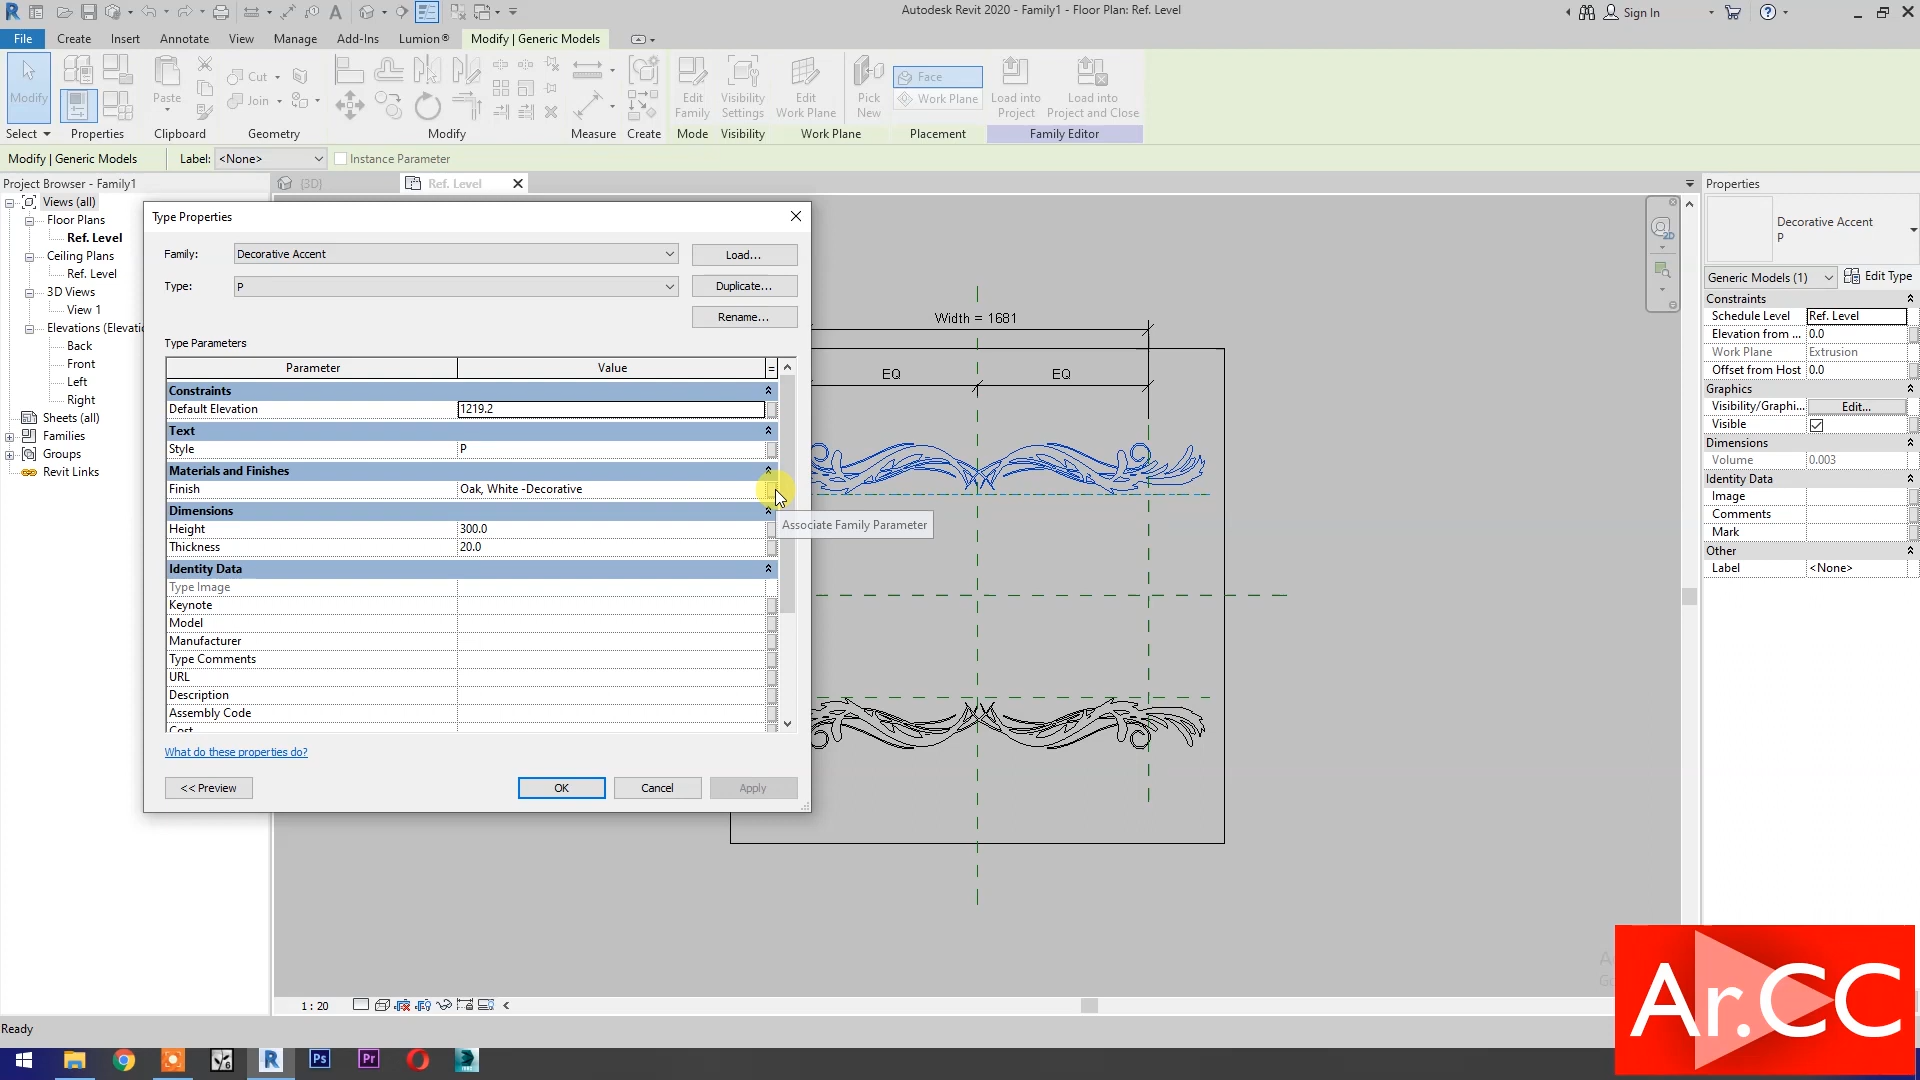 Autodesk Revit 2020 - Family1 - Floor Plan: Ref. Level
Sign In
File Create Insert Annotate View Manage Add-Ins Lumion® Modify | Generic Models
Modify
Paste
Cut
Join
Edit Family
Visibility Settings
Edit Work Plane
Pick New
Face
Work Plane
Load into Project
Load into Project and Close
Select Properties Clipboard Geometry Modify Measure Create Mode Visibility Work Plane Placement Family Editor
Modify | Generic Models Label: <None> Instance Parameter
Project Browser - Family1
{3D}
Ref. Level
Properties
Views (all)
Floor Plans
Ref. Level
Ceiling Plans
Ref. Level
3D Views
View 1
Elevations (Elevati
Back
Front
Left
Right
Sheets (all)
Families
Groups
Revit Links
Type Properties
Family: Decorative Accent Load...
Type: P Duplicate...
Rename...
Type Parameters
Parameter Value =
Constraints
Default Elevation 1219.2
Text
Style P
Materials and Finishes
Finish Oak, White -Decorative
Associate Family Parameter
Dimensions
Height 300.0
Thickness 20.0
Identity Data
Type Image
Keynote
Model
Manufacturer
Type Comments
URL
Description
Assembly Code
Cost
What do these properties do?
<< Preview OK Cancel Apply
Width = 1681
EQ EQ
2D
Decorative Accent
P
Generic Models (1) Edit Type
Constraints
Schedule Level Ref. Level
Elevation from ... 0.0
Work Plane Extrusion
Offset from Host 0.0
Graphics
Visibility/Graphi... Edit...
Visible
Dimensions
Volume 0.003
Identity Data
Image
Comments
Mark
Other
Label <None>
1 : 20
Ready
R Ps Pr
Ar.CC